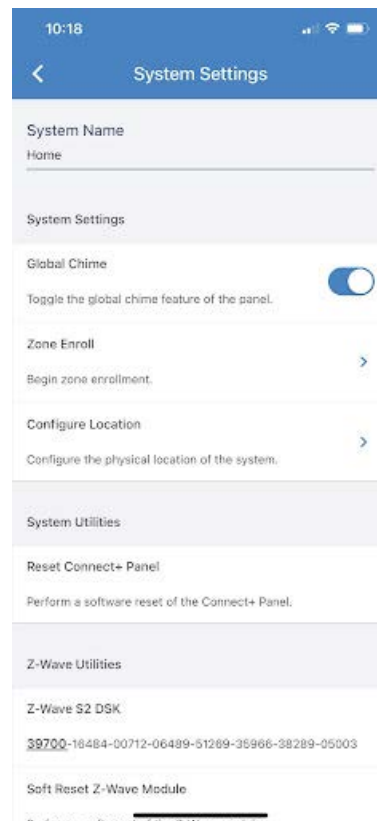 10:18
System Settings
System Name
Home
System Settings
Global Chime
Toggle the global chime feature of the panel.
Zone Enroll
Begin zone enrollment.
Configure Location
Configure the physical location of the system.
System Utilities
Reset Connect+ Panel
Perform a software reset of the Connect+ Panel.
Z-Wave Utilities
Z-Wave S2 DSK
39700-16484-00712-06489-51269-35966-38289-05003
Soft Reset Z-Wave Module